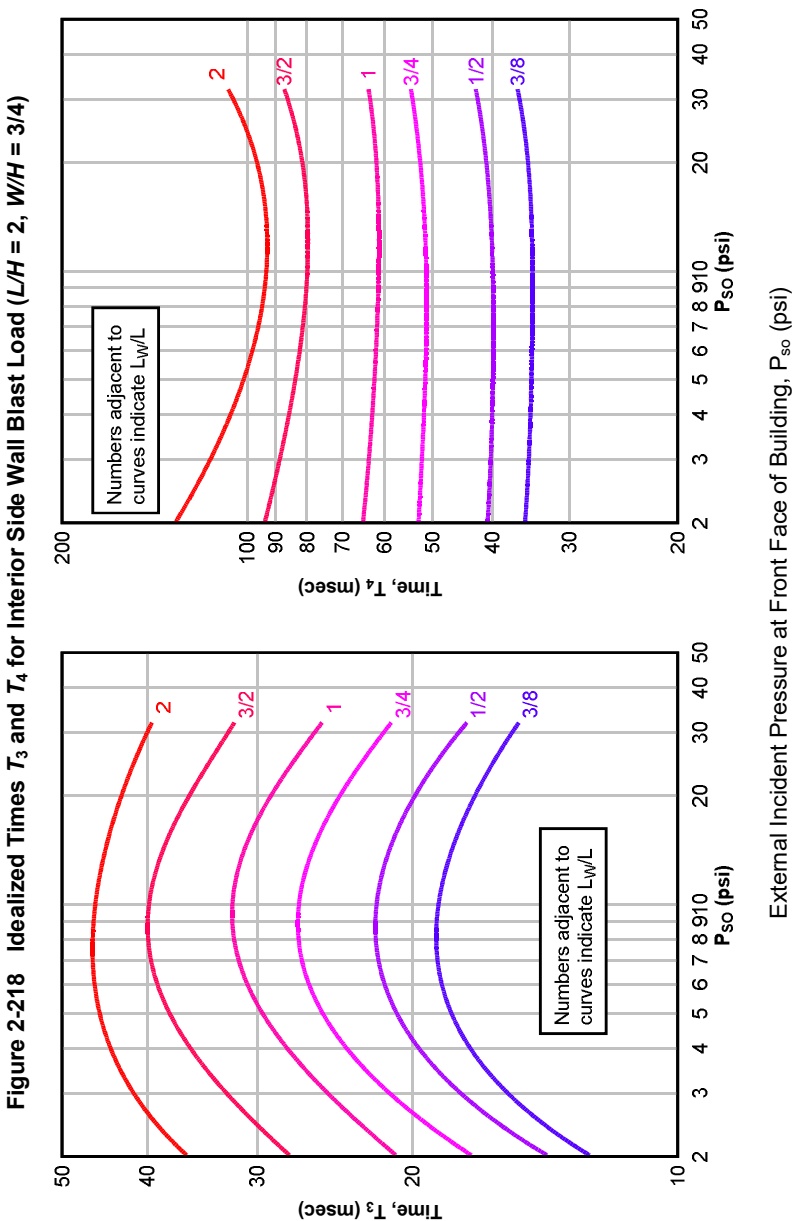 Figure 2-218 Idealized Times T3 and T4 for Interior Side Wall Blast Load (L/H = 2, W/H = 3/4)
Time, T3 (msec)
50
40
30
20
10
2
3/2
1
3/4
1/2
3/8
Numbers adjacent to
curves indicate LW/L
2 3 4 5 6 7 8 910 20 30 40 50
PSO (psi)
Time, T4 (msec)
200
100
90
80
70
60
50
40
30
20
Numbers adjacent to
curves indicate LW/L
2
3/2
1
3/4
1/2
3/8
2 3 4 5 6 7 8 910 20 30 40 50
PSO (psi)
External Incident Pressure at Front Face of Building, Pso (psi)